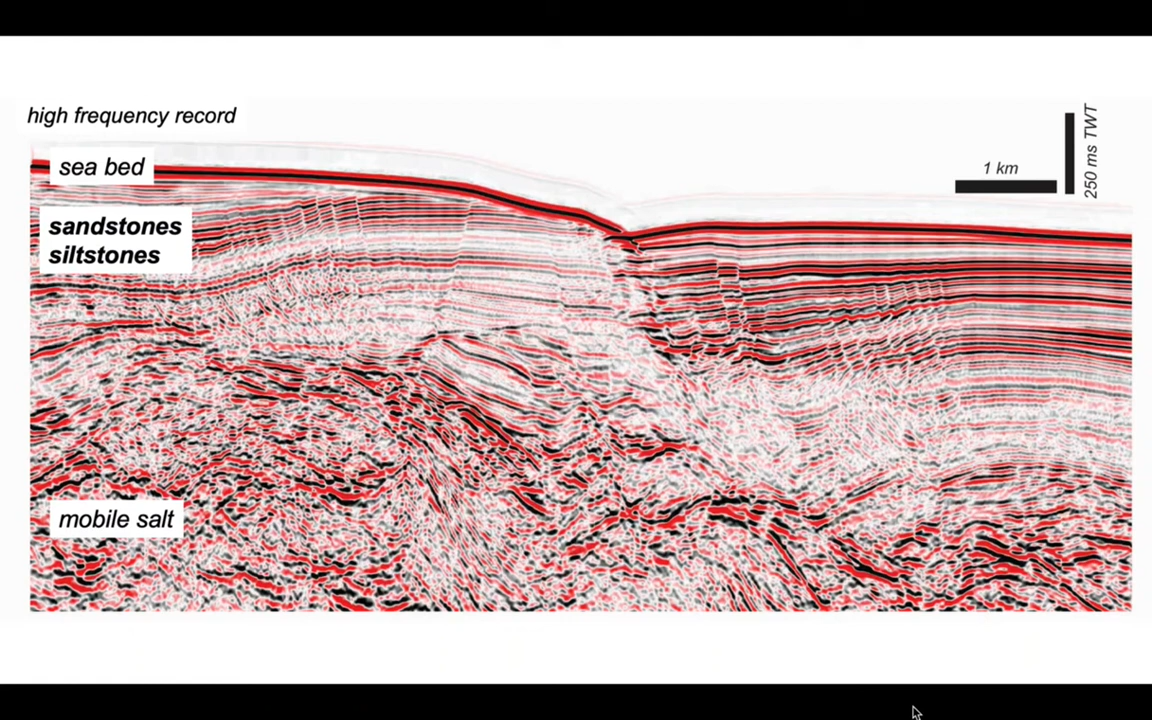 high frequency record
sea bed
sandstones
siltstones
mobile salt
1 km
250 ms TWT